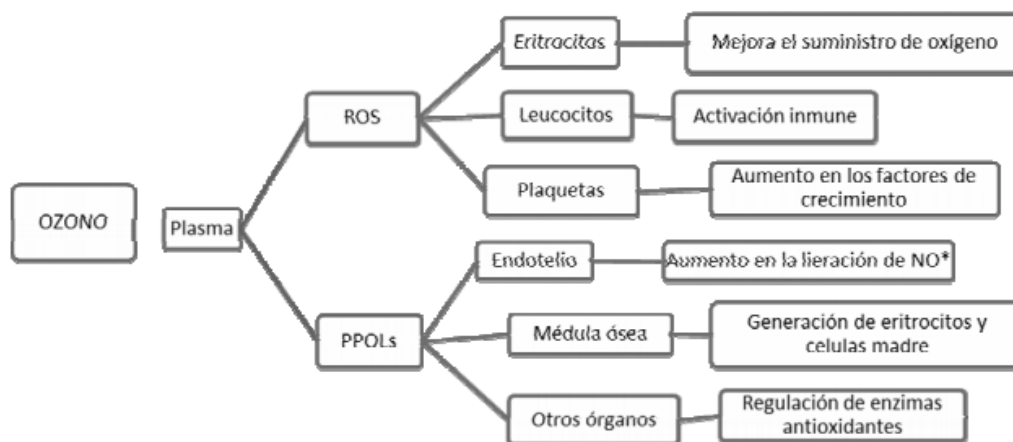 OZONO
Plasma
ROS
Eritrocitos
Mejora el suministro de oxígeno
Leucocitos
Activación inmune
Plaquetas
Aumento en los factores de
crecimiento
PPOLs
Endotelio
Aumento en la lieración de NO*
Médula ósea
Generación de eritrocitos y
celulas madre
Otros órganos
Regulación de enzimas
antioxidantes